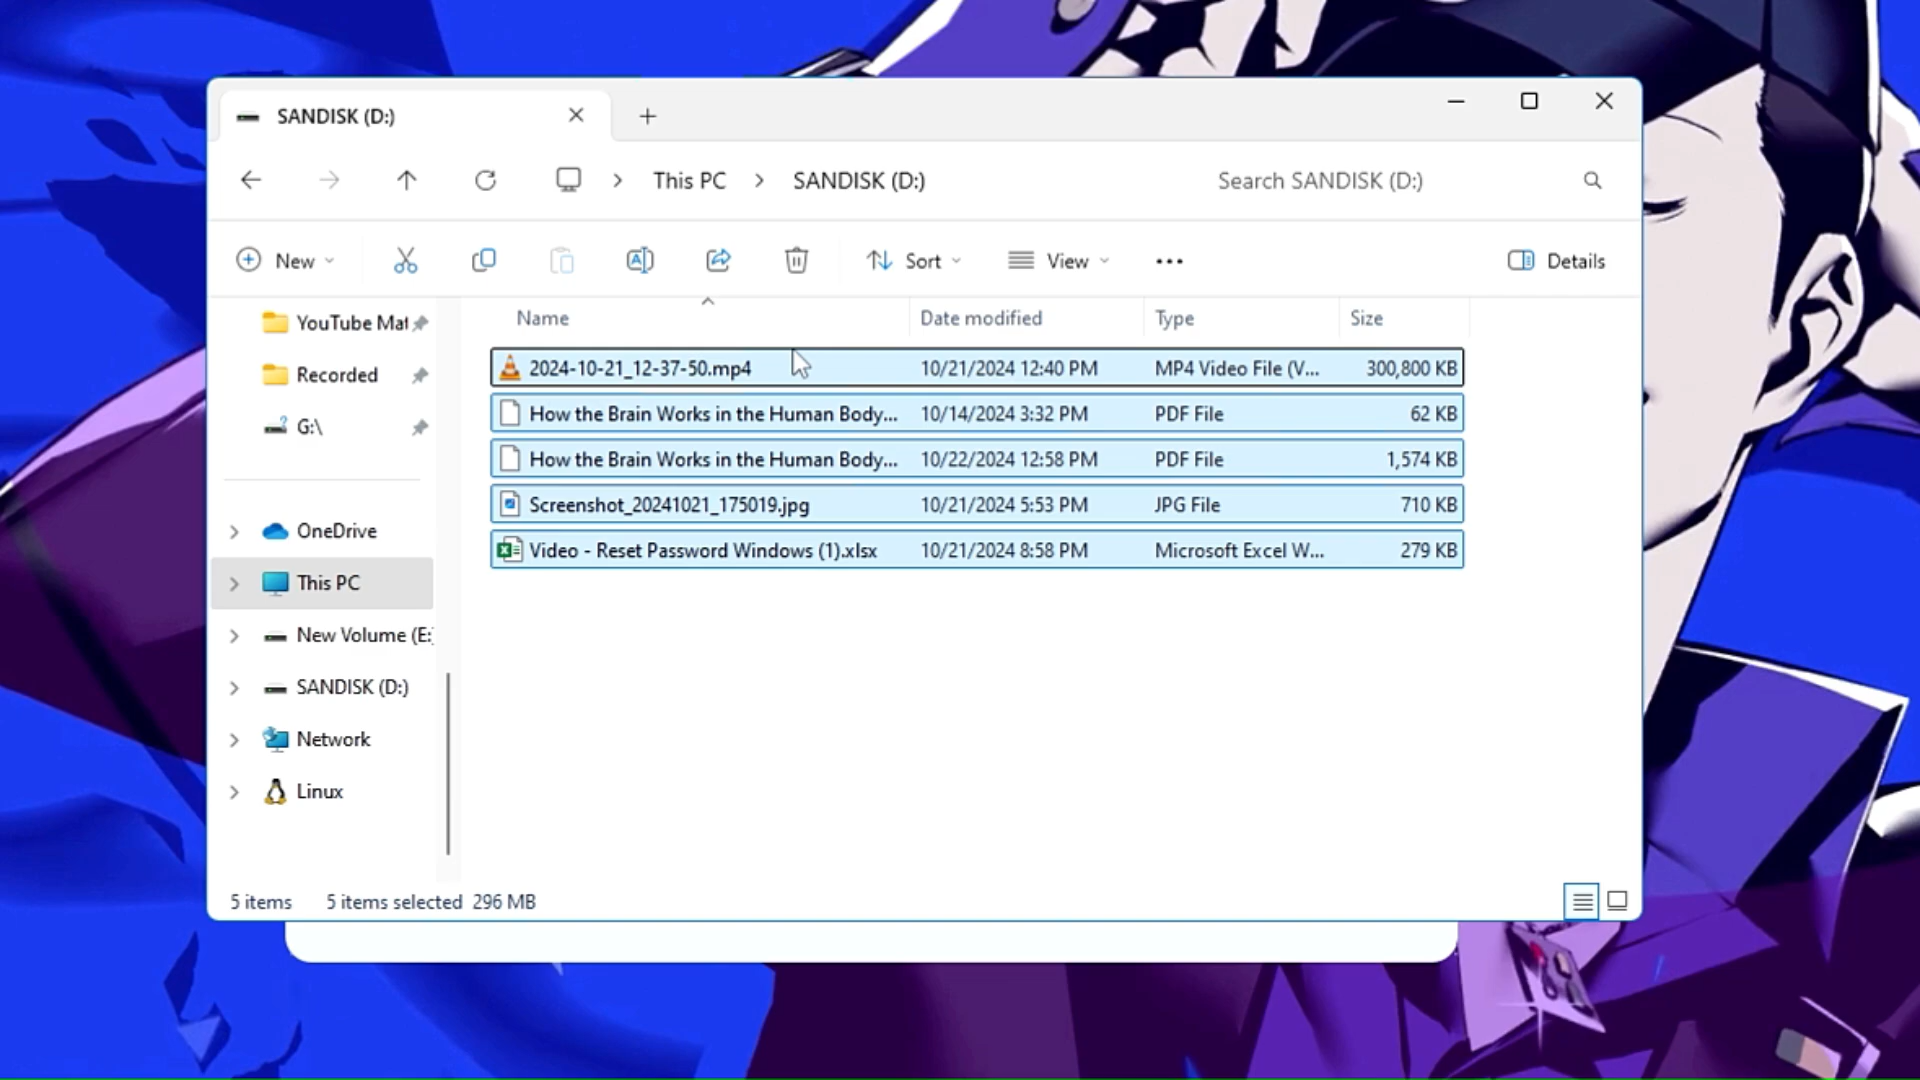 SANDISK (D:)
This PC > SANDISK (D:)
Search SANDISK (D:)
New
Sort
View
Details
YouTube Mat
Recorded
G:\
OneDrive
This PC
New Volume (E:)
SANDISK (D:)
Network
Linux
Name Date modified Type Size
2024-10-21_12-37-50.mp4 10/21/2024 12:40 PM MP4 Video File (V... 300,800 KB
How the Brain Works in the Human Body... 10/14/2024 3:32 PM PDF File 62 KB
How the Brain Works in the Human Body... 10/22/2024 12:58 PM PDF File 1,574 KB
Screenshot_20241021_175019.jpg 10/21/2024 5:53 PM JPG File 710 KB
Video - Reset Password Windows (1).xlsx 10/21/2024 8:58 PM Microsoft Excel W... 279 KB
5 items 5 items selected 296 MB